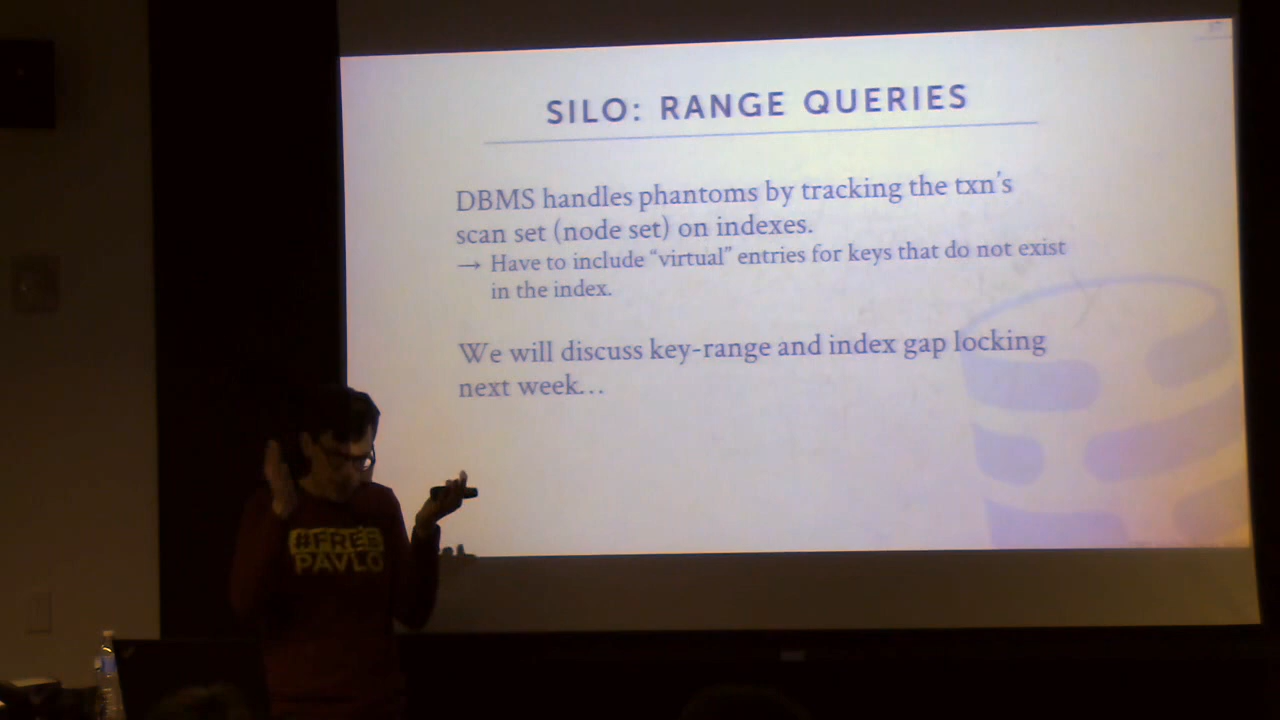 SILO: RANGE QUERIES
DBMS handles phantoms by tracking the txn's
scan set (node set) on indexes.
→ Have to include “virtual” entries for keys that do not exist
in the index.
We will discuss key-range and index gap locking
next week…
#FREE
PAVLO